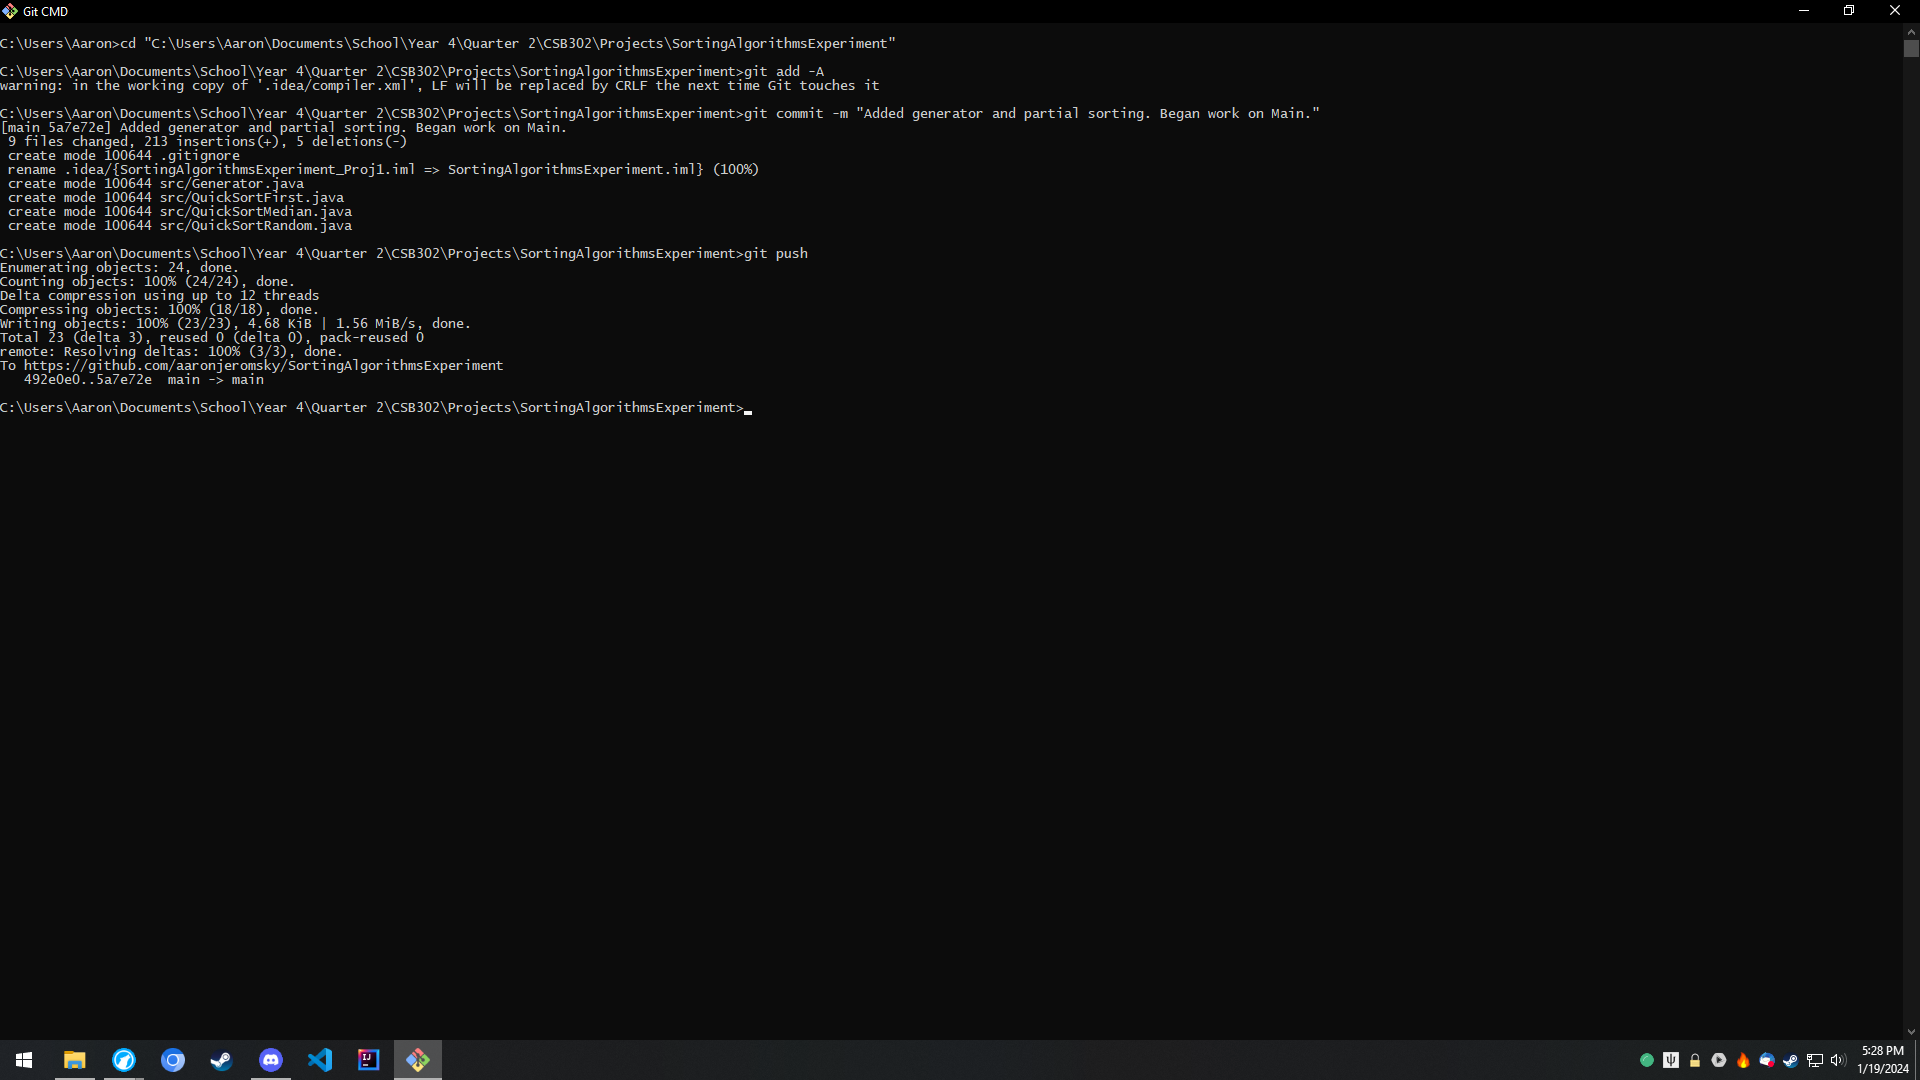 Git CMD
C:\Users\Aaron>cd "C:\Users\Aaron\Documents\School\Year 4\Quarter 2\CSB302\Projects\SortingAlgorithmsExperiment"
C:\Users\Aaron\Documents\School\Year 4\Quarter 2\CSB302\Projects\SortingAlgorithmsExperiment>git add -A
warning: in the working copy of '.idea/compiler.xml', LF will be replaced by CRLF the next time Git touches it
C:\Users\Aaron\Documents\School\Year 4\Quarter 2\CSB302\Projects\SortingAlgorithmsExperiment>git commit -m "Added generator and partial sorting. Began work on Main."
[main 5a7e72e] Added generator and partial sorting. Began work on Main.
 9 files changed, 213 insertions(+), 5 deletions(-)
 create mode 100644 .gitignore
 rename .idea/{SortingAlgorithmsExperiment_Proj1.iml => SortingAlgorithmsExperiment.iml} (100%)
 create mode 100644 src/Generator.java
 create mode 100644 src/QuickSortFirst.java
 create mode 100644 src/QuickSortMedian.java
 create mode 100644 src/QuickSortRandom.java
C:\Users\Aaron\Documents\School\Year 4\Quarter 2\CSB302\Projects\SortingAlgorithmsExperiment>git push
Enumerating objects: 24, done.
Counting objects: 100% (24/24), done.
Delta compression using up to 12 threads
Compressing objects: 100% (18/18), done.
Writing objects: 100% (23/23), 4.68 KiB | 1.56 MiB/s, done.
Total 23 (delta 3), reused 0 (delta 0), pack-reused 0
remote: Resolving deltas: 100% (3/3), done.
To https://github.com/aaronjeromsky/SortingAlgorithmsExperiment
   492e0e0..5a7e72e  main -> main
C:\Users\Aaron\Documents\School\Year 4\Quarter 2\CSB302\Projects\SortingAlgorithmsExperiment>
IJ
5:28 PM
1/19/2024